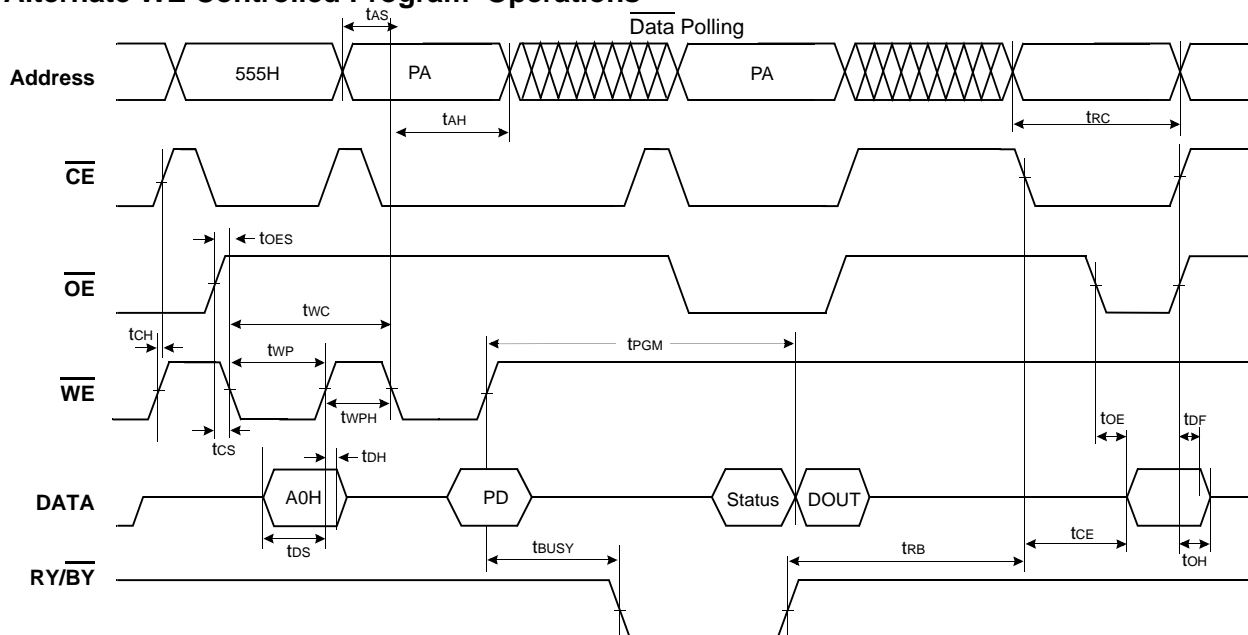 Alternate WE Controlled Program Operations
tAS
Data Polling
Address
555H
PA
PA
tAH
tRC
CE
tOES
OE
tWC
tCH
tWP
tPGM
WE
tWPH
tOE
tDF
tCS
tDH
DATA
A0H
PD
Status
DOUT
tDS
tBUSY
tRB
tCE
tOH
RY/BY